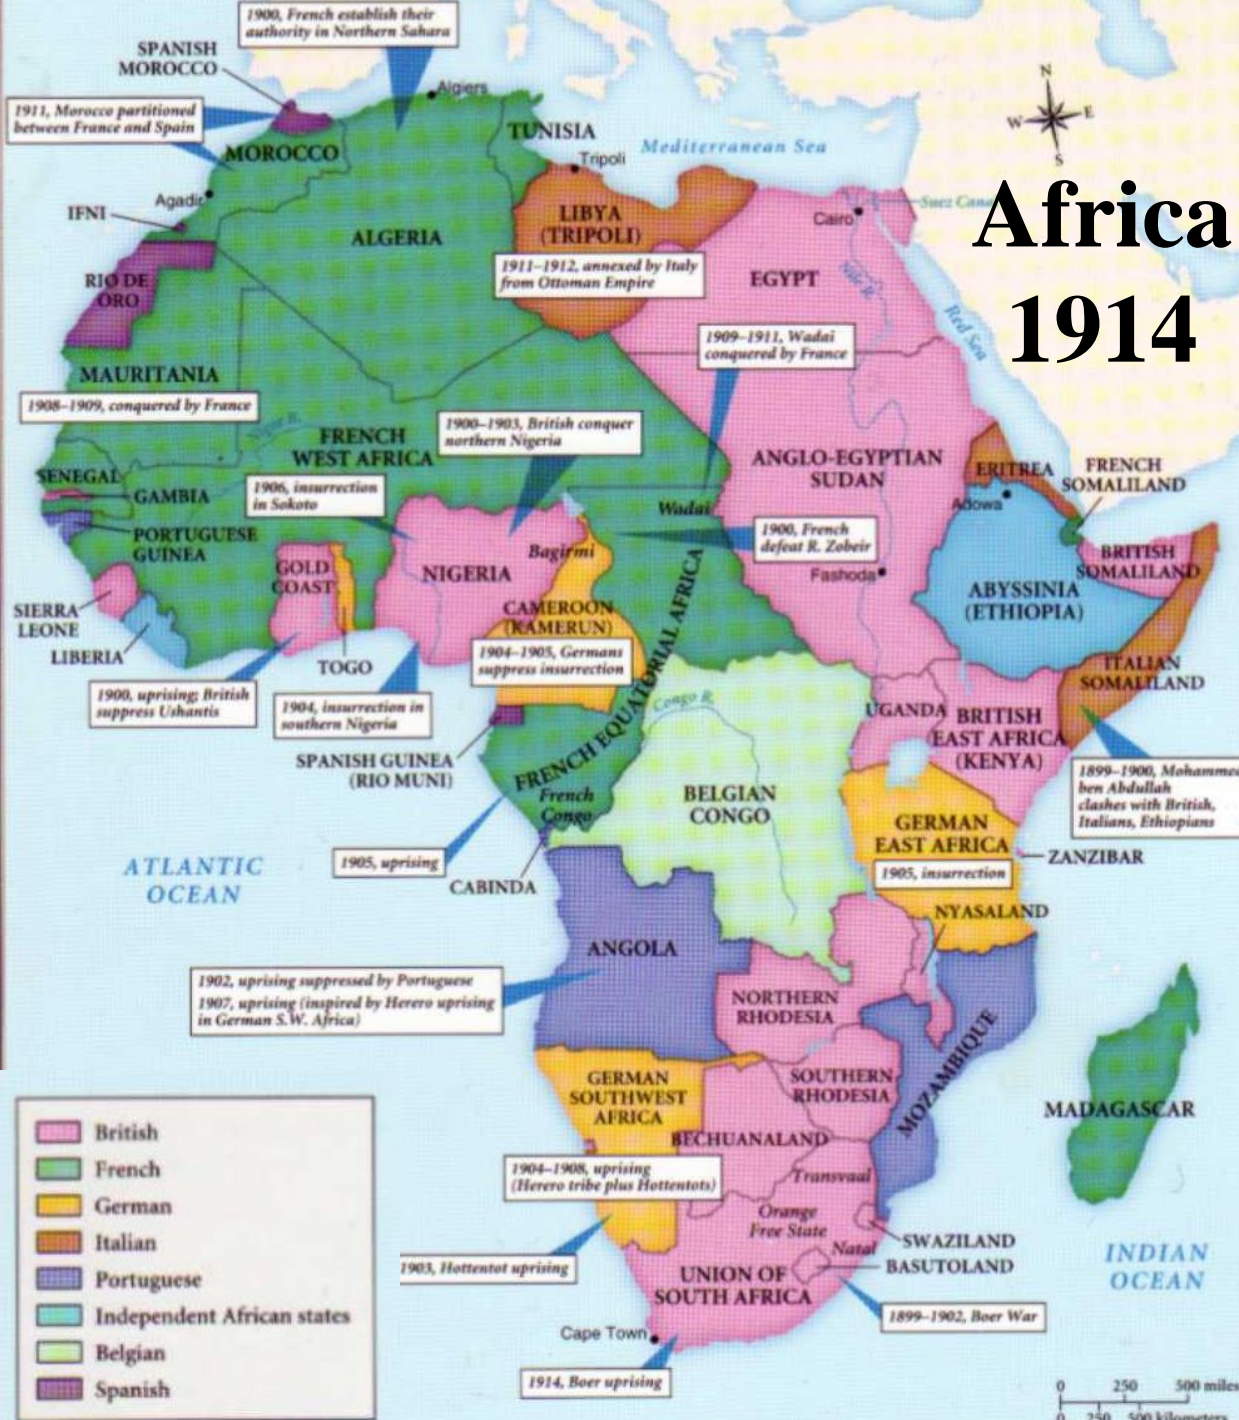 Africa
1914
1900, French establish their
authority in Northern Sahara
SPANISH
MOROCCO
Algiers
1911, Morocco partitioned
between France and Spain
TUNISIA
MOROCCO
Tripoli
Mediterranean Sea
N
W
E
S
Agadir
IFNI
ALGERIA
LIBYA
(TRIPOLI)
Cairo
Suez Canal
1911–1912, annexed by Italy
from Ottoman Empire
EGYPT
Nile R.
Red Sea
RIO DE
ORO
1909–1911, Wadai
conquered by France
MAURITANIA
1908–1909, conquered by France
Niger R.
1900–1903, British conquer
northern Nigeria
FRENCH
WEST AFRICA
ANGLO-EGYPTIAN
SUDAN
ERITREA
FRENCH
SOMALILAND
SENEGAL
GAMBIA
1906, insurrection
in Sokoto
Wadai
Adowa
PORTUGUESE
GUINEA
1900, French
defeat R. Zobeir
Bagirmi
BRITISH
SOMALILAND
GOLD
COAST
NIGERIA
Fashoda
ABYSSINIA
(ETHIOPIA)
SIERRA
LEONE
CAMEROON
(KAMERUN)
1904–1905, Germans
suppress insurrection
LIBERIA
TOGO
ITALIAN
SOMALILAND
1900, uprising; British
suppress Ushantis
1904, insurrection in
southern Nigeria
FRENCH EQUATORIAL AFRICA
Congo R.
UGANDA
BRITISH
EAST AFRICA
(KENYA)
SPANISH GUINEA
(RIO MUNI)
French
Congo
BELGIAN
CONGO
1899–1900, Mohammed
ben Abdullah
clashes with British,
Italians, Ethiopians
GERMAN
EAST AFRICA
1905, insurrection
ZANZIBAR
ATLANTIC
OCEAN
1905, uprising
CABINDA
NYASALAND
ANGOLA
1902, uprising suppressed by Portuguese
1907, uprising (inspired by Herero uprising
in German S.W. Africa)
NORTHERN
RHODESIA
MOZAMBIQUE
GERMAN
SOUTHWEST
AFRICA
SOUTHERN
RHODESIA
MADAGASCAR
BECHUANALAND
1904–1908, uprising
(Herero tribe plus Hottentots)
Transvaal
Orange
Free State
SWAZILAND
Natal
BASUTOLAND
1903, Hottentot uprising
UNION OF
SOUTH AFRICA
INDIAN
OCEAN
1899–1902, Boer War
Cape Town
1914, Boer uprising
British
French
German
Italian
Portuguese
Independent African states
Belgian
Spanish
0 250 500 miles
0 250 500 kilometers